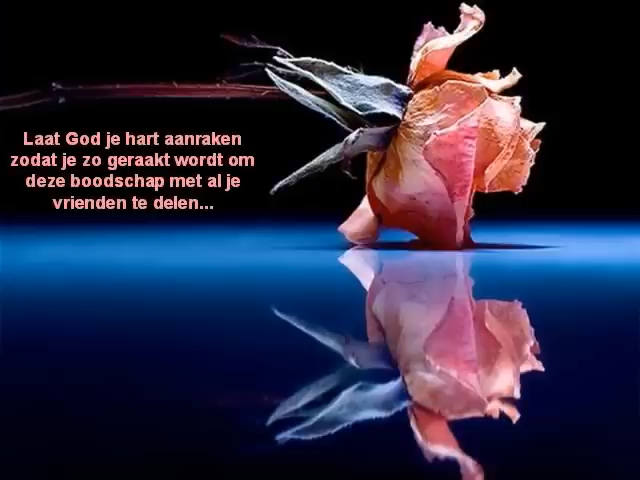 Laat God je hart aanraken
zodat je zo geraakt wordt om
deze boodschap met al je
vrienden te delen...